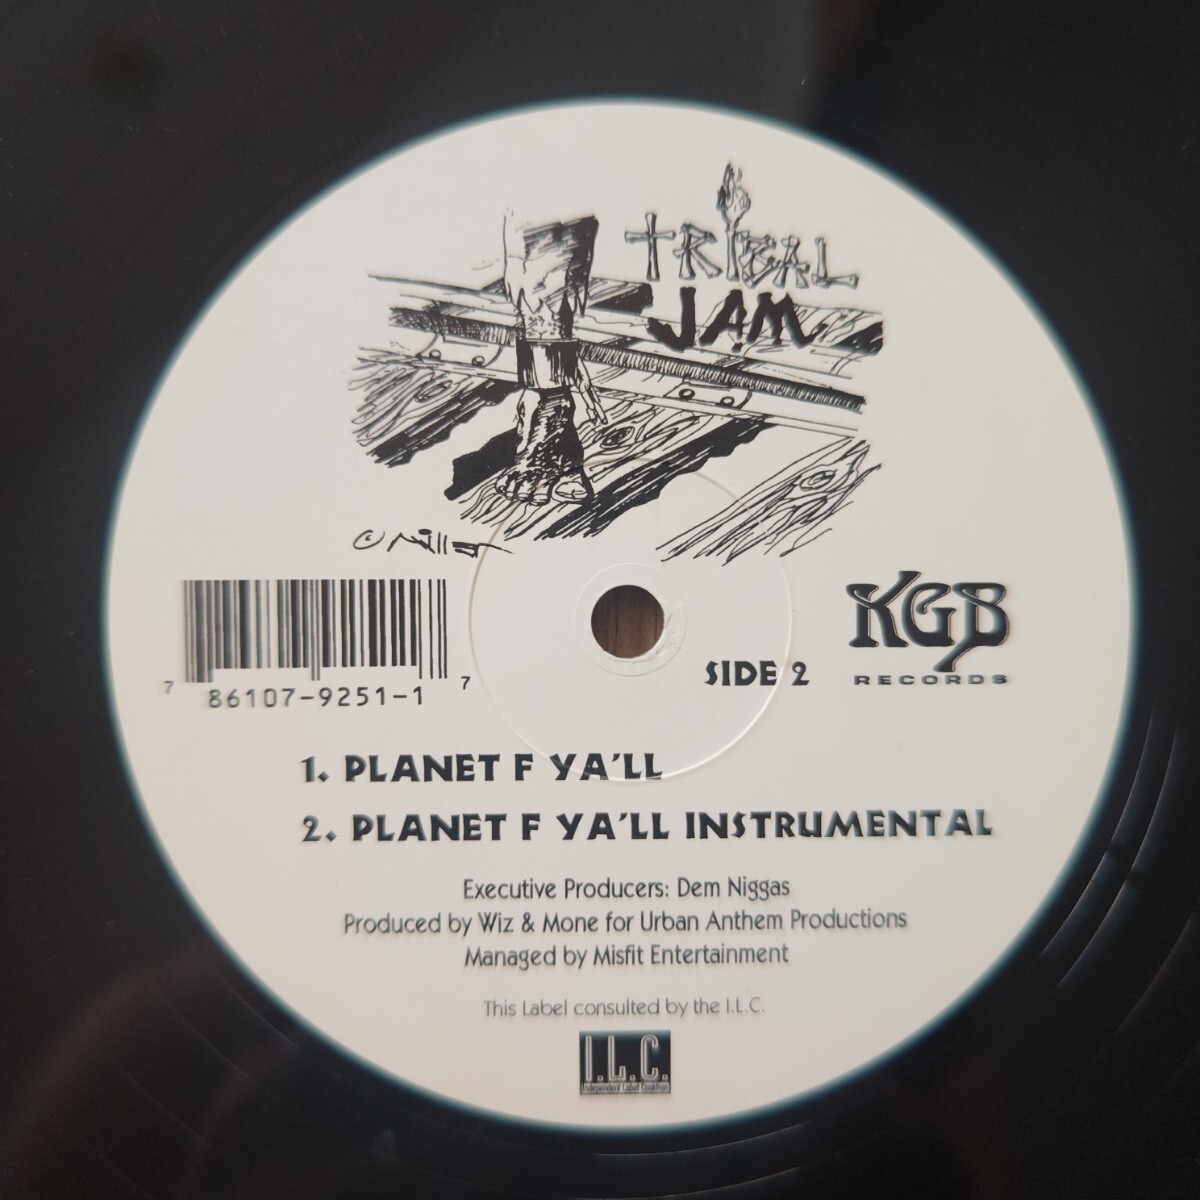 TRIBAL
JAM
© Miller
7 86107-9251-1 7
SIDE 2
KGB
RECORDS
1. PLANET F YA'LL
2. PLANET F YA'LL INSTRUMENTAL
Executive Producers: Dem Niggas
Produced by Wiz & Mone for Urban Anthem Productions
Managed by Misfit Entertainment
This Label consulted by the I.L.C.
I.L.C.
Independent Label Coalition